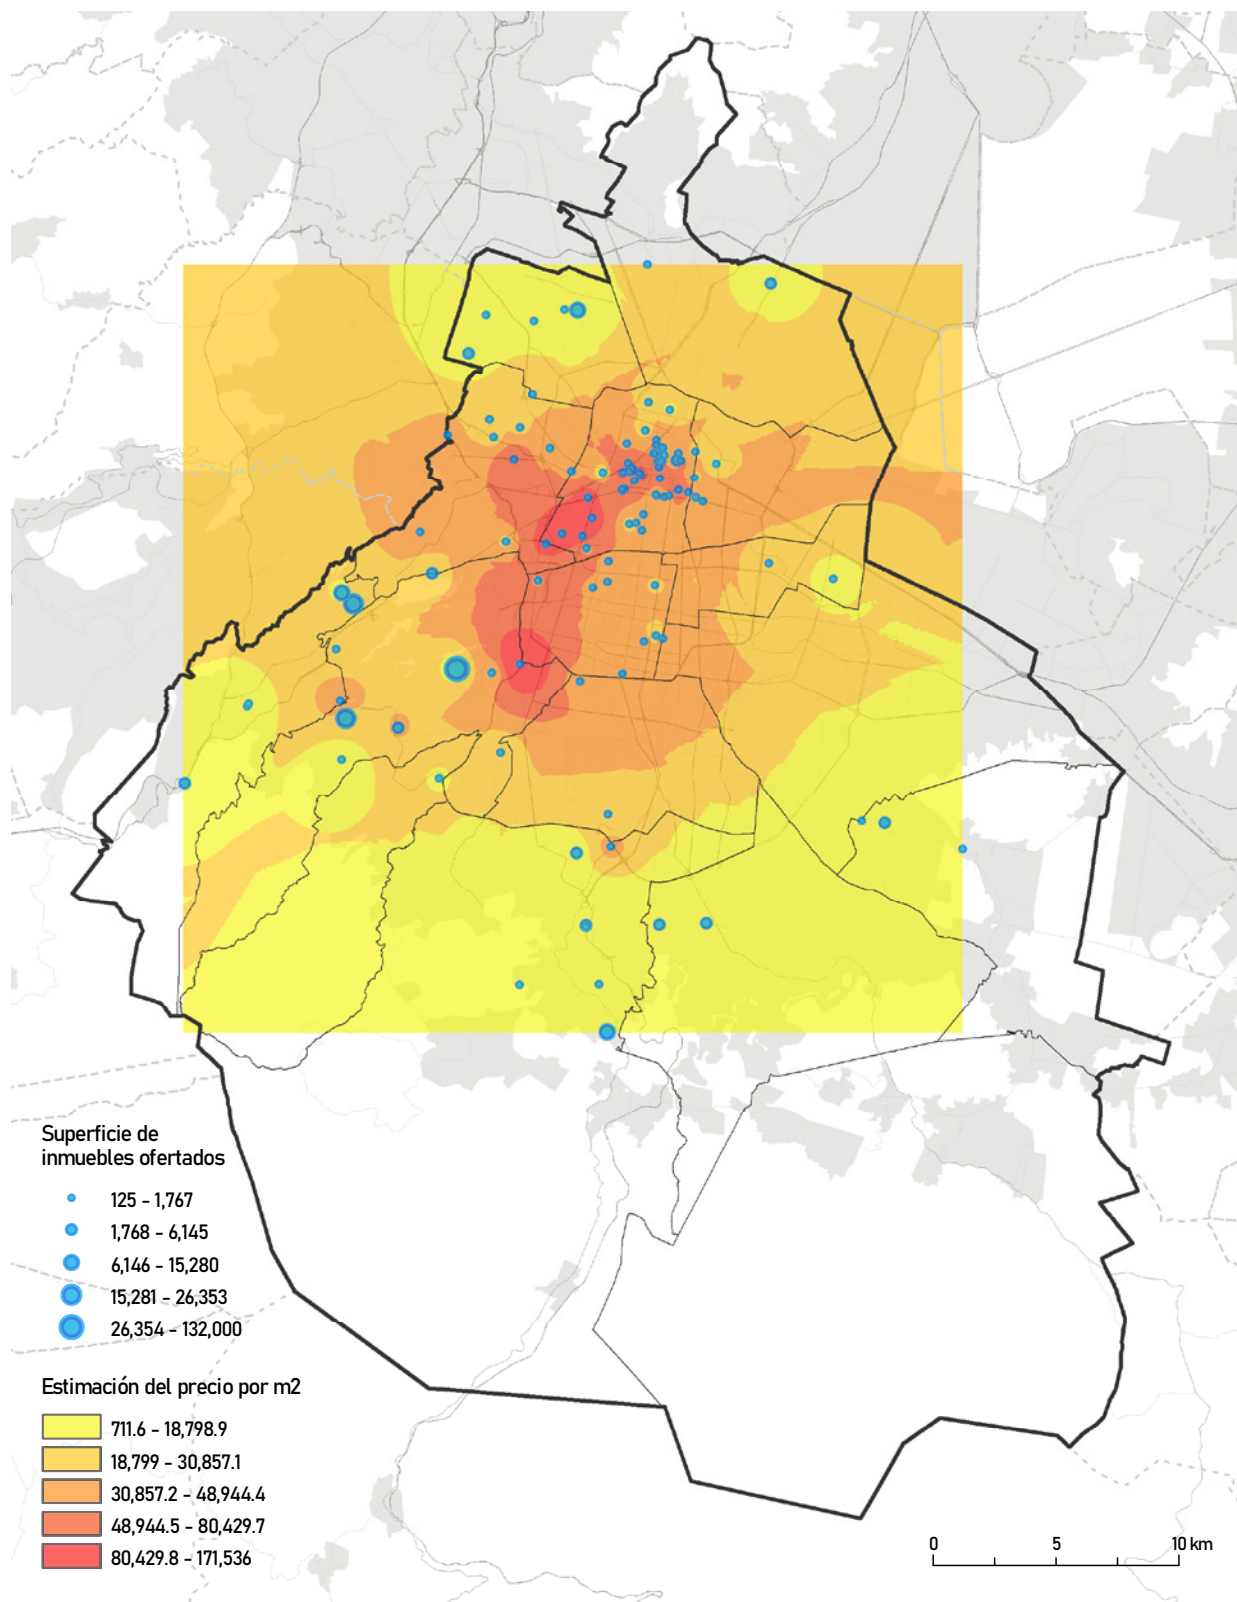 Superficie de
inmuebles ofertados
125 - 1,767
1,768 - 6,145
6,146 - 15,280
15,281 - 26,353
26,354 - 132,000
Estimación del precio por m2
711.6 - 18,798.9
18,799 - 30,857.1
30,857.2 - 48,944.4
48,944.5 - 80,429.7
80,429.8 - 171,536
0 5 10 km